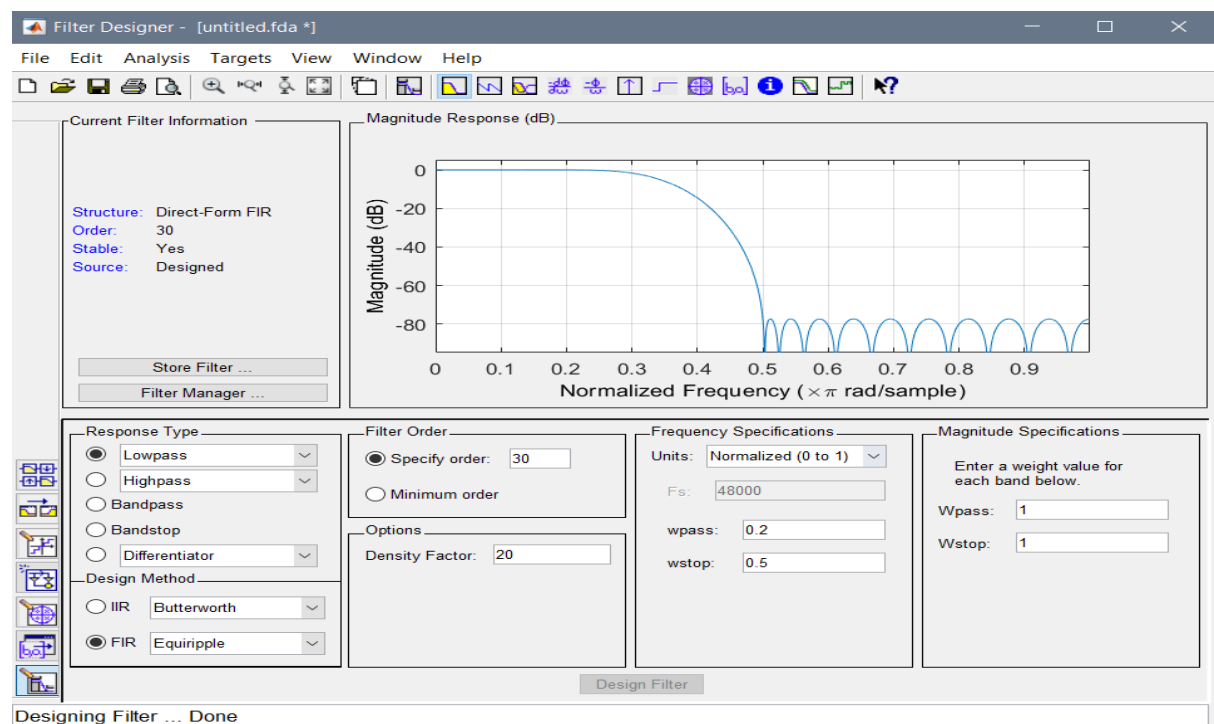 Filter Designer - [untitled.fda *]
File Edit Analysis Targets View Window Help
Current Filter Information
Structure: Direct-Form FIR
Order: 30
Stable: Yes
Source: Designed
Store Filter ...
Filter Manager ...
Magnitude Response (dB)
Magnitude (dB)
0
-20
-40
-60
-80
0 0.1 0.2 0.3 0.4 0.5 0.6 0.7 0.8 0.9
Normalized Frequency (×π rad/sample)
Response Type
Lowpass
Highpass
Bandpass
Bandstop
Differentiator
Design Method
IIR Butterworth
FIR Equiripple
Filter Order
Specify order: 30
Minimum order
Options
Density Factor: 20
Frequency Specifications
Units: Normalized (0 to 1)
Fs: 48000
wpass: 0.2
wstop: 0.5
Magnitude Specifications
Enter a weight value for
each band below.
Wpass: 1
Wstop: 1
Design Filter
Designing Filter ... Done